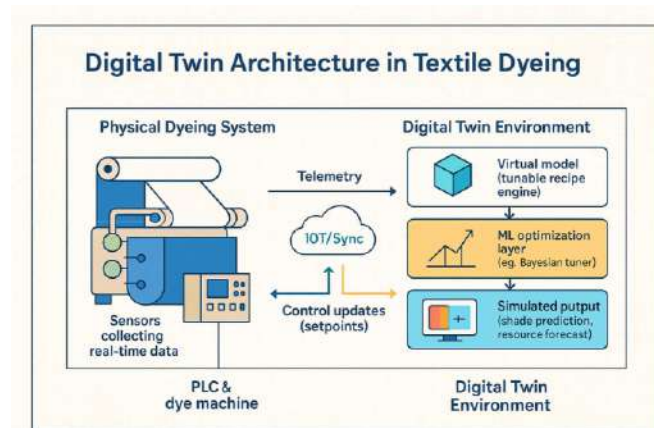 Digital Twin Architecture in Textile Dyeing
Physical Dyeing System
Digital Twin Environment
Telemetry
IOT/Sync
Control updates
(setpoints)
Sensors
collecting
real-time data
Virtual model
(tunable recipe
engine)
ML optimization
layer
(eg. Bayesian tuner)
Simulated putput
(shade prediction,
resource forecast)
PLC &
dye machine
Digital Twin
Environment